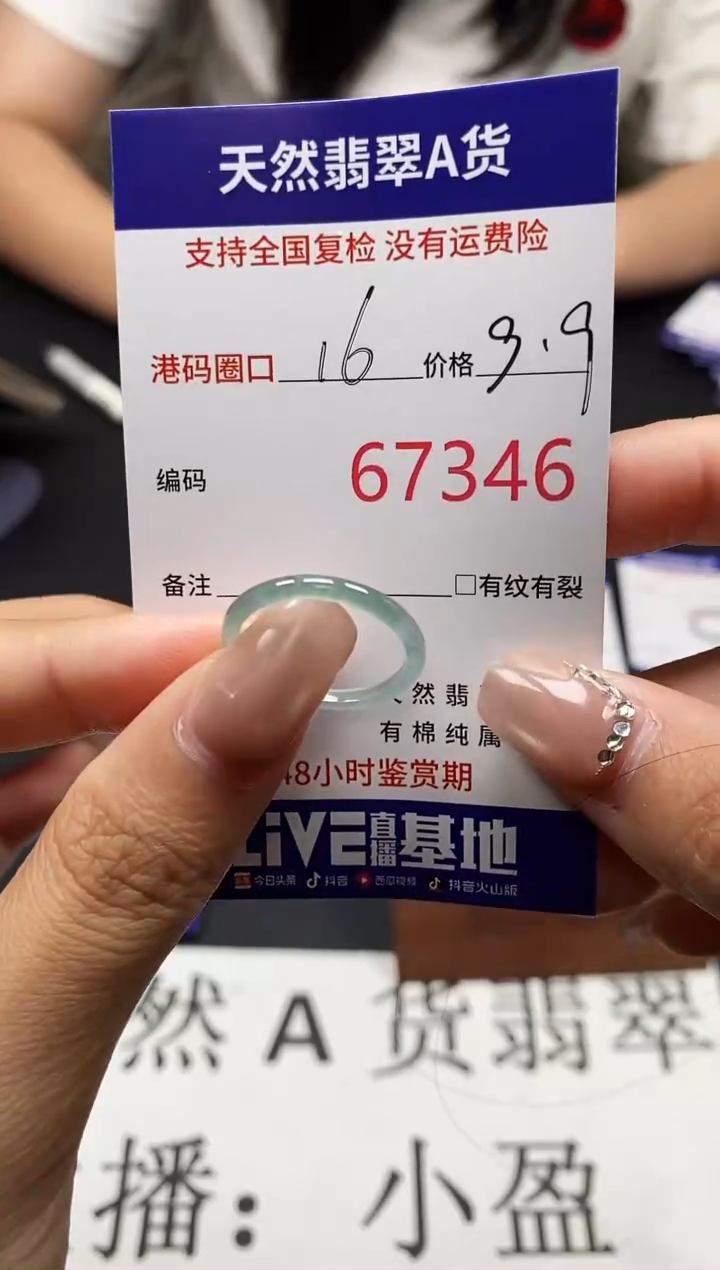 天然翡翠A货
支持全国复检 没有运费险
港码圈口 16 价格 9.9
编码 67346
备注 □有纹有裂
然翡
有棉纯属
48小时鉴赏期
LiVE直播基地
今日头条 抖音 西瓜视频 抖音火山版
然A货翡翠
播：小盈